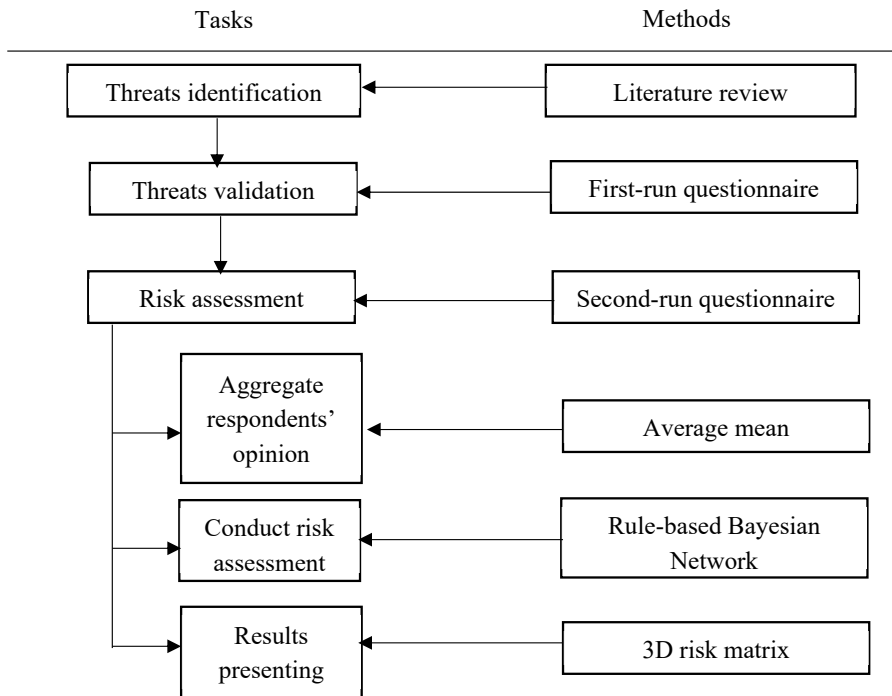 Tasks
Methods
Threats identification
Literature review
Threats validation
First-run questionnaire
Risk assessment
Second-run questionnaire
Aggregate
respondents’
opinion
Average mean
Conduct risk
assessment
Rule-based Bayesian
Network
Results
presenting
3D risk matrix